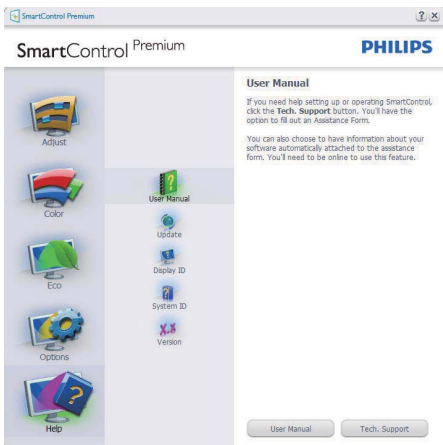 SmartControl Premium
? x
SmartControl Premium
PHILIPS
Adjust
Color
Eco
Options
Help
User Manual
Update
Display ID
System ID
X.X
Version
User Manual
If you need help setting up or operating SmartControl,
click the Tech. Support button. You'll have the
option to fill out an Assistance Form.
You can also choose to have information about your
software automatically attached to the assistance
form. You'll need to be online to use this feature.
User Manual
Tech. Support